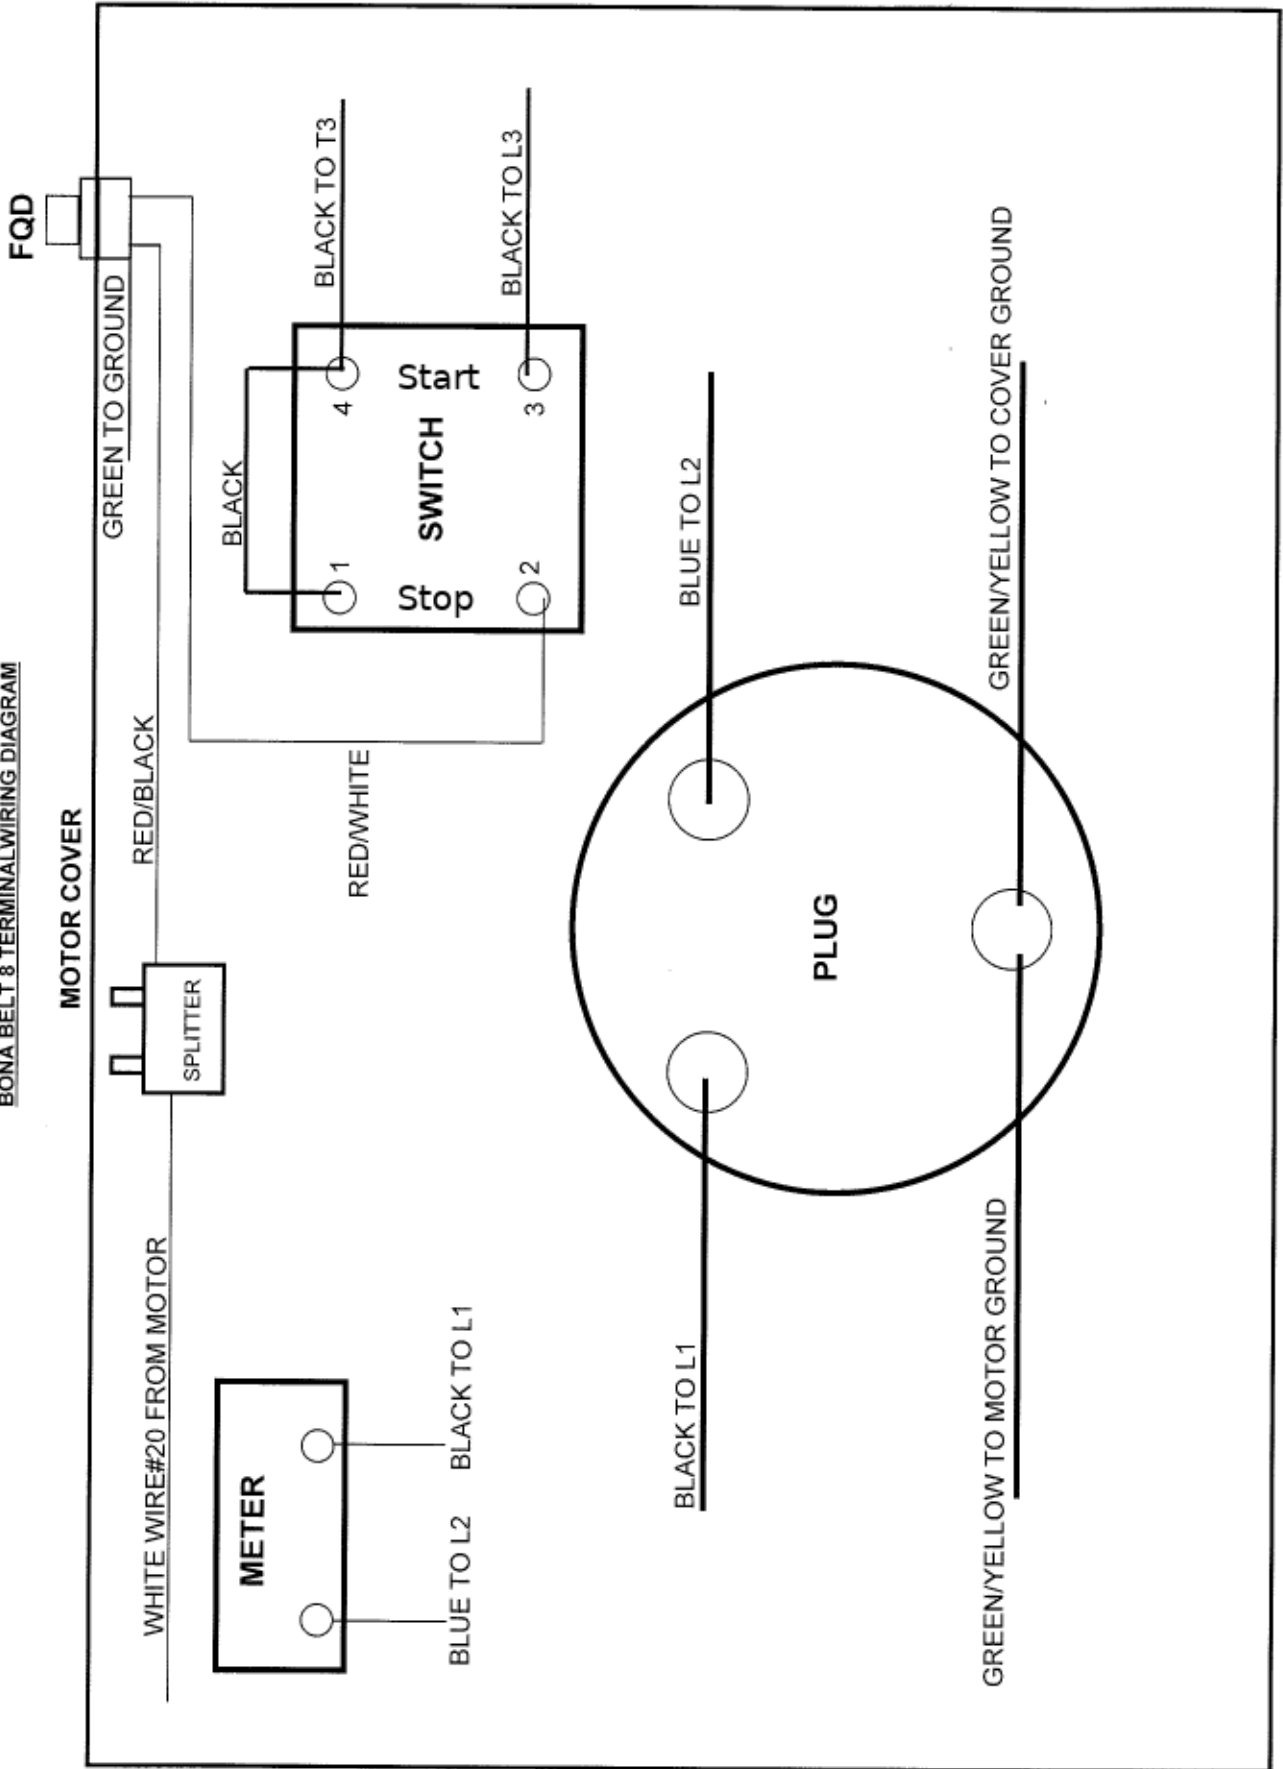 BONA BELT 8 TERMINALWIRING DIAGRAM
MOTOR COVER
FQD
WHITE WIRE#20 FROM MOTOR
SPLITTER
RED/BLACK
GREEN TO GROUND
METER
BLUE TO L2
BLACK TO L1
RED/WHITE
BLACK
SWITCH
1
4
Stop
Start
2
3
BLACK TO T3
BLACK TO L3
BLACK TO L1
BLUE TO L2
PLUG
GREEN/YELLOW TO MOTOR GROUND
GREEN/YELLOW TO COVER GROUND